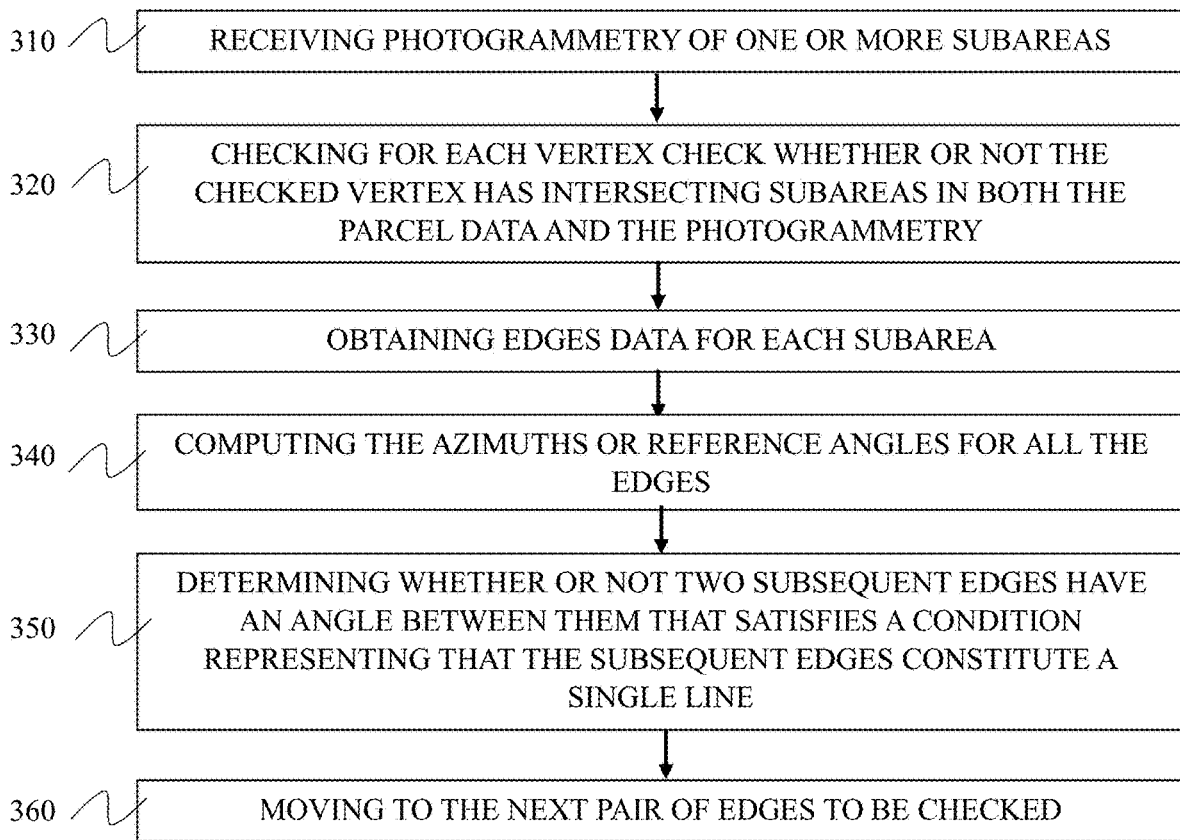 310
RECEIVING PHOTOGRAMMETRY OF ONE OR MORE SUBAREAS
320
CHECKING FOR EACH VERTEX CHECK WHETHER OR NOT THE
CHECKED VERTEX HAS INTERSECTING SUBAREAS IN BOTH THE
PARCEL DATA AND THE PHOTOGRAMMETRY
330
OBTAINING EDGES DATA FOR EACH SUBAREA
340
COMPUTING THE AZIMUTHS OR REFERENCE ANGLES FOR ALL THE
EDGES
350
DETERMINING WHETHER OR NOT TWO SUBSEQUENT EDGES HAVE
AN ANGLE BETWEEN THEM THAT SATISFIES A CONDITION
REPRESENTING THAT THE SUBSEQUENT EDGES CONSTITUTE A
SINGLE LINE
360
MOVING TO THE NEXT PAIR OF EDGES TO BE CHECKED